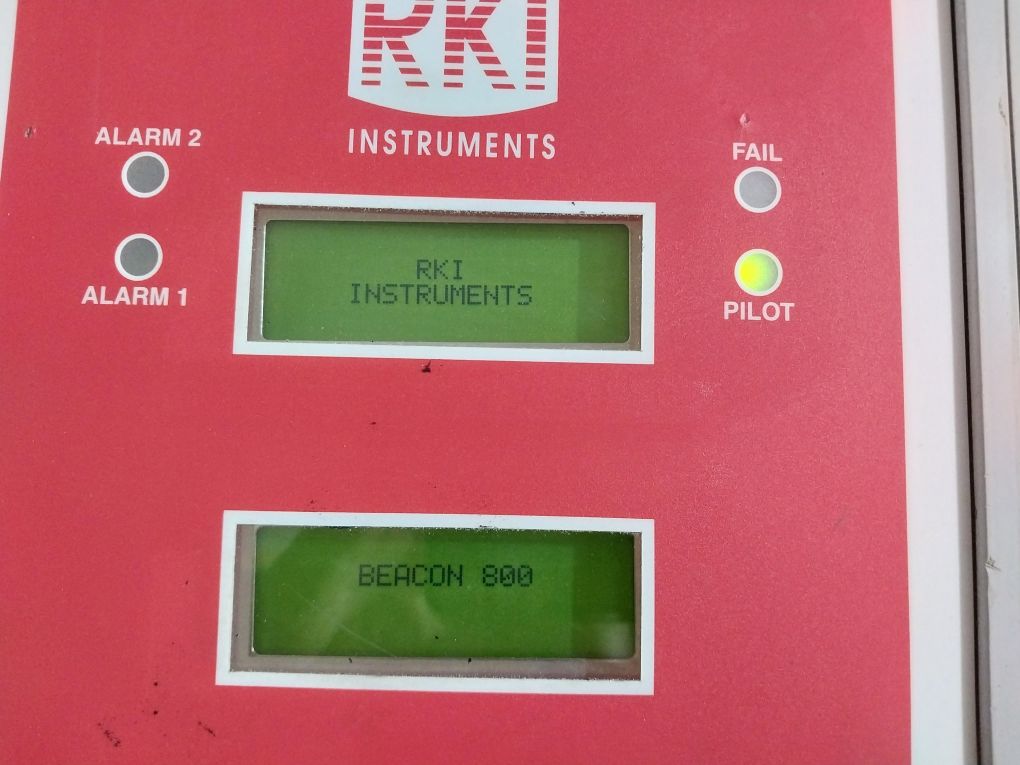 RKI
INSTRUMENTS
ALARM 2
FAIL
ALARM 1
PILOT
RKI
INSTRUMENTS
BEACON 800